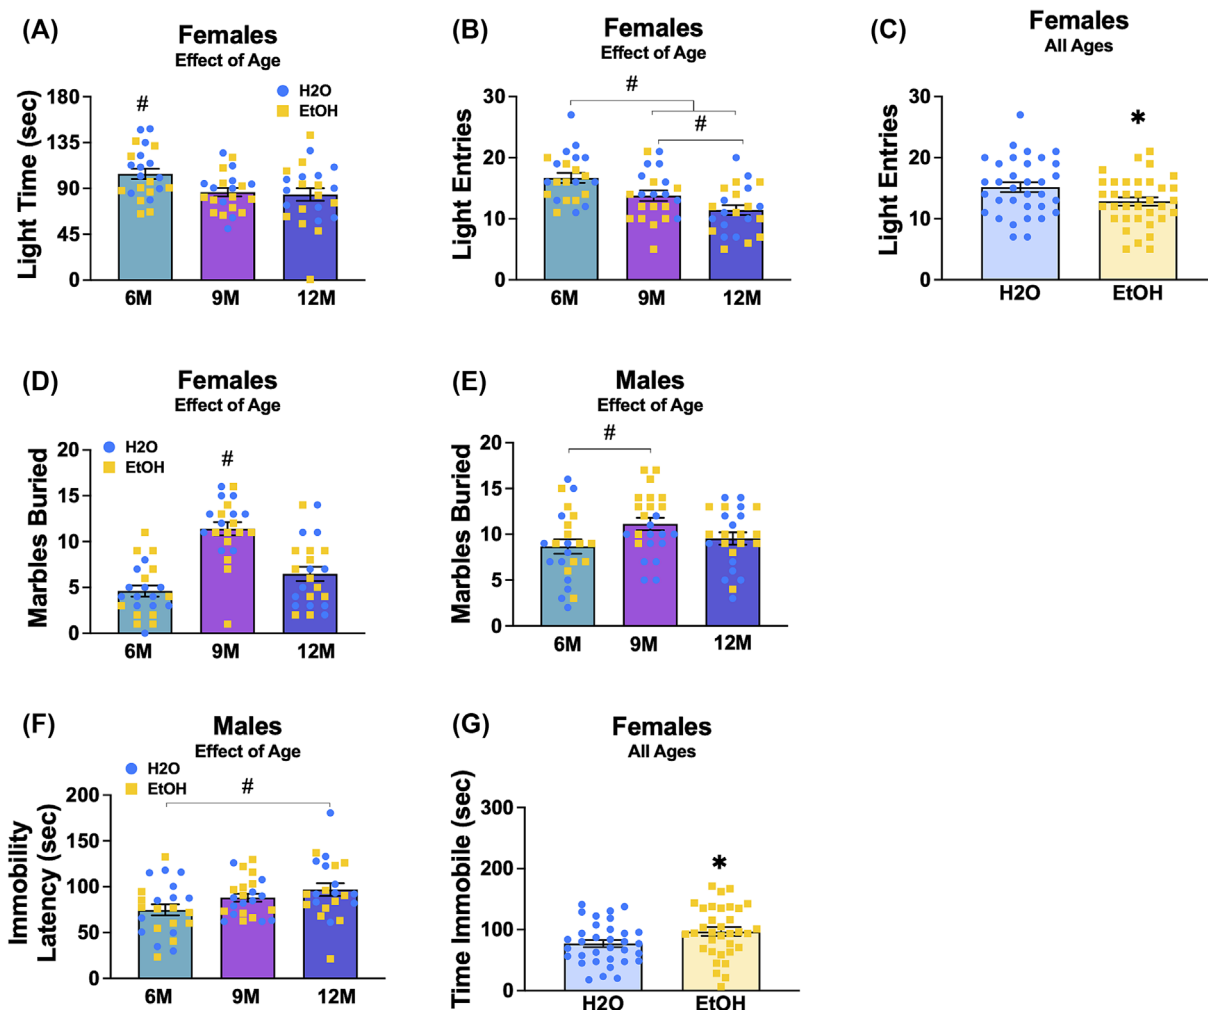 (A)
Females
Effect of Age
H2O
EtOH
#
Light Time (sec)
180
135
90
45
0
6M 9M 12M
(B)
Females
Effect of Age
#
#
Light Entries
30
20
10
0
6M 9M 12M
(C)
Females
All Ages
*
Light Entries
30
20
10
0
H2O EtOH
(D)
Females
Effect of Age
H2O
EtOH
#
Marbles Buried
20
15
10
5
0
6M 9M 12M
(E)
Males
Effect of Age
#
Marbles Buried
20
15
10
5
0
6M 9M 12M
(F)
Males
Effect of Age
H2O
EtOH
#
Immobility
Latency (sec)
200
150
100
50
0
6M 9M 12M
(G)
Females
All Ages
*
Time Immobile (sec)
300
200
100
0
H2O EtOH